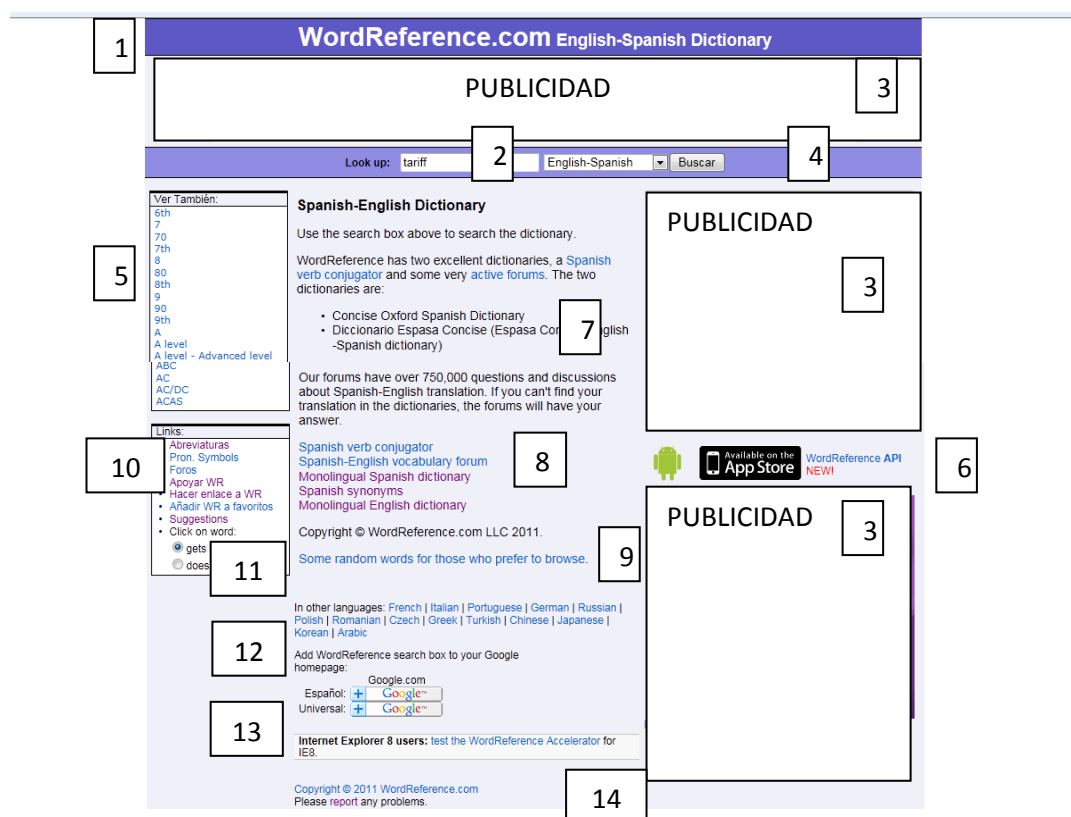 1
WordReference.com English-Spanish Dictionary
PUBLICIDAD
3
Look up: tariff
2
English-Spanish
Buscar
4
Ver También:
6th
7
70
7th
8
80
8th
9
90
9th
A
A level
A level - Advanced level
ABC
AC
AC/DC
ACAS
5
Spanish-English Dictionary
Use the search box above to search the dictionary.
WordReference has two excellent dictionaries, a Spanish
verb conjugator and some very active forums. The two
dictionaries are:
• Concise Oxford Spanish Dictionary
• Diccionario Espasa Concise (Espasa
-Spanish dictionary)
7
Our forums have over 750,000 questions and discussions
about Spanish-English translation. If you can't find your
translation in the dictionaries, the forums will have your
answer.
PUBLICIDAD
3
Links:
Abreviaturas
Pron. Symbols
Foros
Apoyar WR
• Hacer enlace a WR
• Añadir WR a favoritos
• Suggestions
• Click on word:
gets
does
10
11
Spanish verb conjugator
Spanish-English vocabulary forum
Monolingual Spanish dictionary
Spanish synonyms
Monolingual English dictionary
8
Copyright © WordReference.com LLC 2011.
Some random words for those who prefer to browse.
9
Available on the
App Store
WordReference API
NEW!
6
PUBLICIDAD
3
In other languages: French | Italian | Portuguese | German | Russian |
Polish | Romanian | Czech | Greek | Turkish | Chinese | Japanese |
Korean | Arabic
12
Add WordReference search box to your Google
homepage:
Google.com
Español: + Google™
Universal: + Google™
13
Internet Explorer 8 users: test the WordReference Accelerator for
IE8.
Copyright © 2011 WordReference.com
Please report any problems.
14